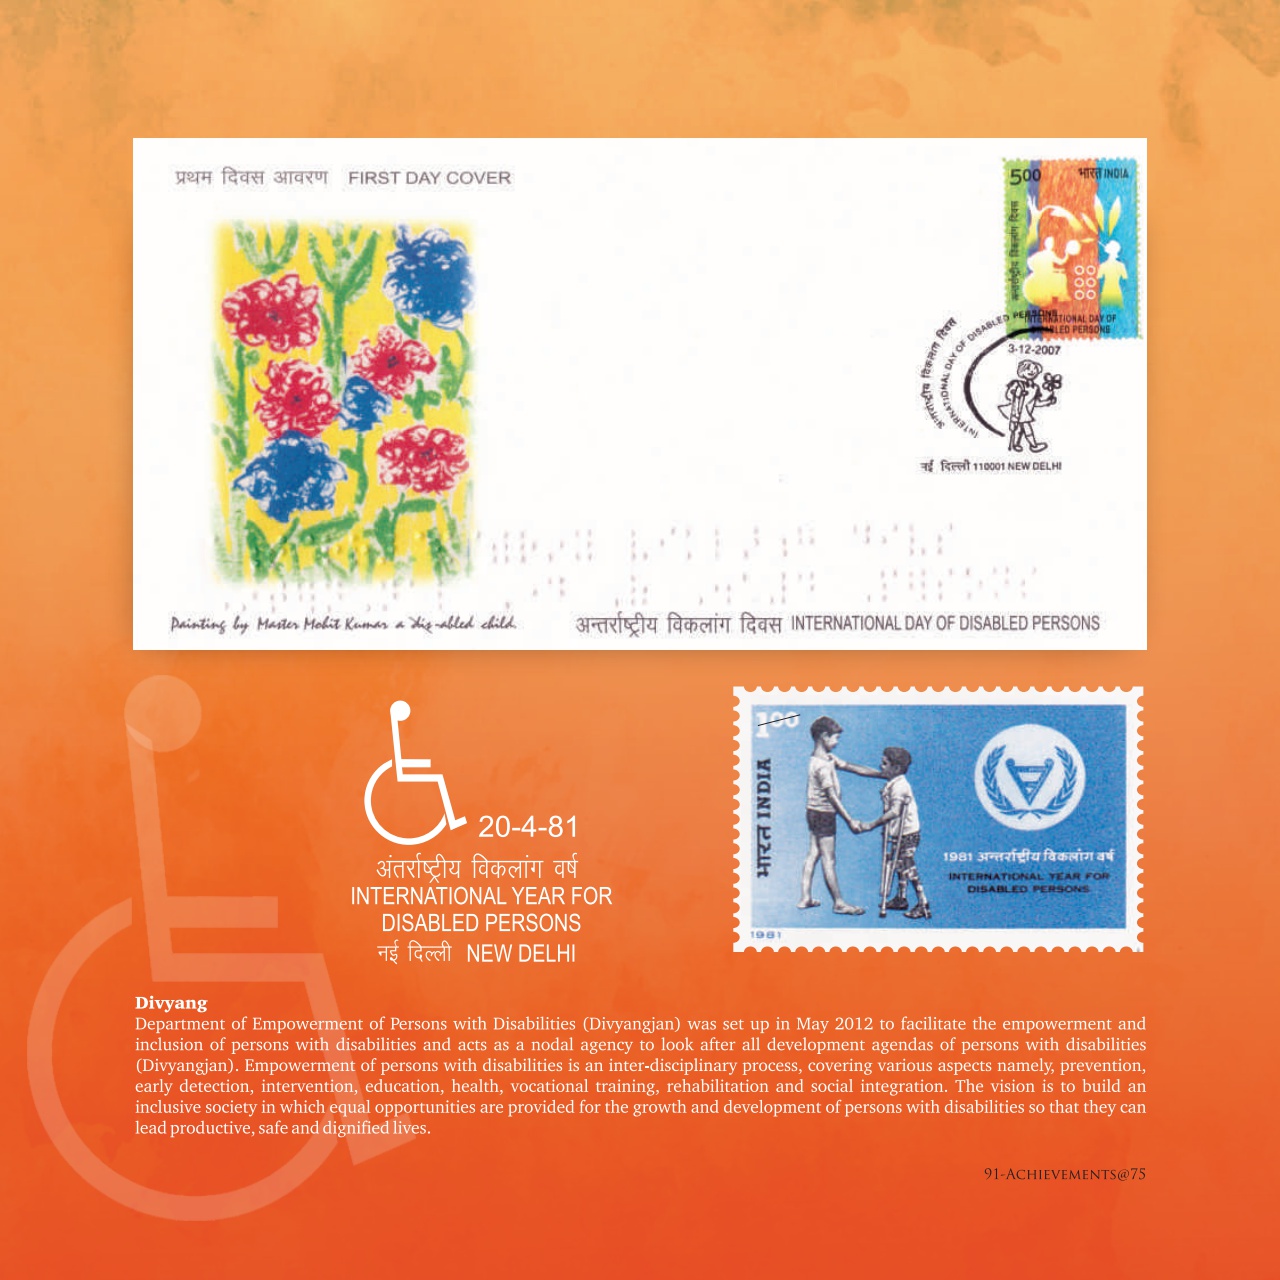 प्रथम दिवस आवरण FIRST DAY COVER
500 भारत INDIA
अन्तर्राष्ट्रीय विकलांग दिवस
INTERNATIONAL DAY OF
DISABLED PERSONS
अन्तर्राष्ट्रीय विकलांग दिवस
INTERNATIONAL DAY OF DISABLED PERSONS
3-12-2007
नई दिल्ली 110001 NEW DELHI
Painting by Master Mohit Kumar a dis-abled child.
अन्तर्राष्ट्रीय विकलांग दिवस INTERNATIONAL DAY OF DISABLED PERSONS
20-4-81
अंतर्राष्ट्रीय विकलांग वर्ष
INTERNATIONAL YEAR FOR
DISABLED PERSONS
नई दिल्ली NEW DELHI
1.00
भारत INDIA
1981 अन्तर्राष्ट्रीय विकलांग वर्ष
INTERNATIONAL YEAR FOR
DISABLED PERSONS
1981
Divyang
Department of Empowerment of Persons with Disabilities (Divyangjan) was set up in May 2012 to facilitate the empowerment and
inclusion of persons with disabilities and acts as a nodal agency to look after all development agendas of persons with disabilities
(Divyangjan). Empowerment of persons with disabilities is an inter-disciplinary process, covering various aspects namely, prevention,
early detection, intervention, education, health, vocational training, rehabilitation and social integration. The vision is to build an
inclusive society in which equal opportunities are provided for the growth and development of persons with disabilities so that they can
lead productive, safe and dignified lives.
91-ACHIEVEMENTS@75